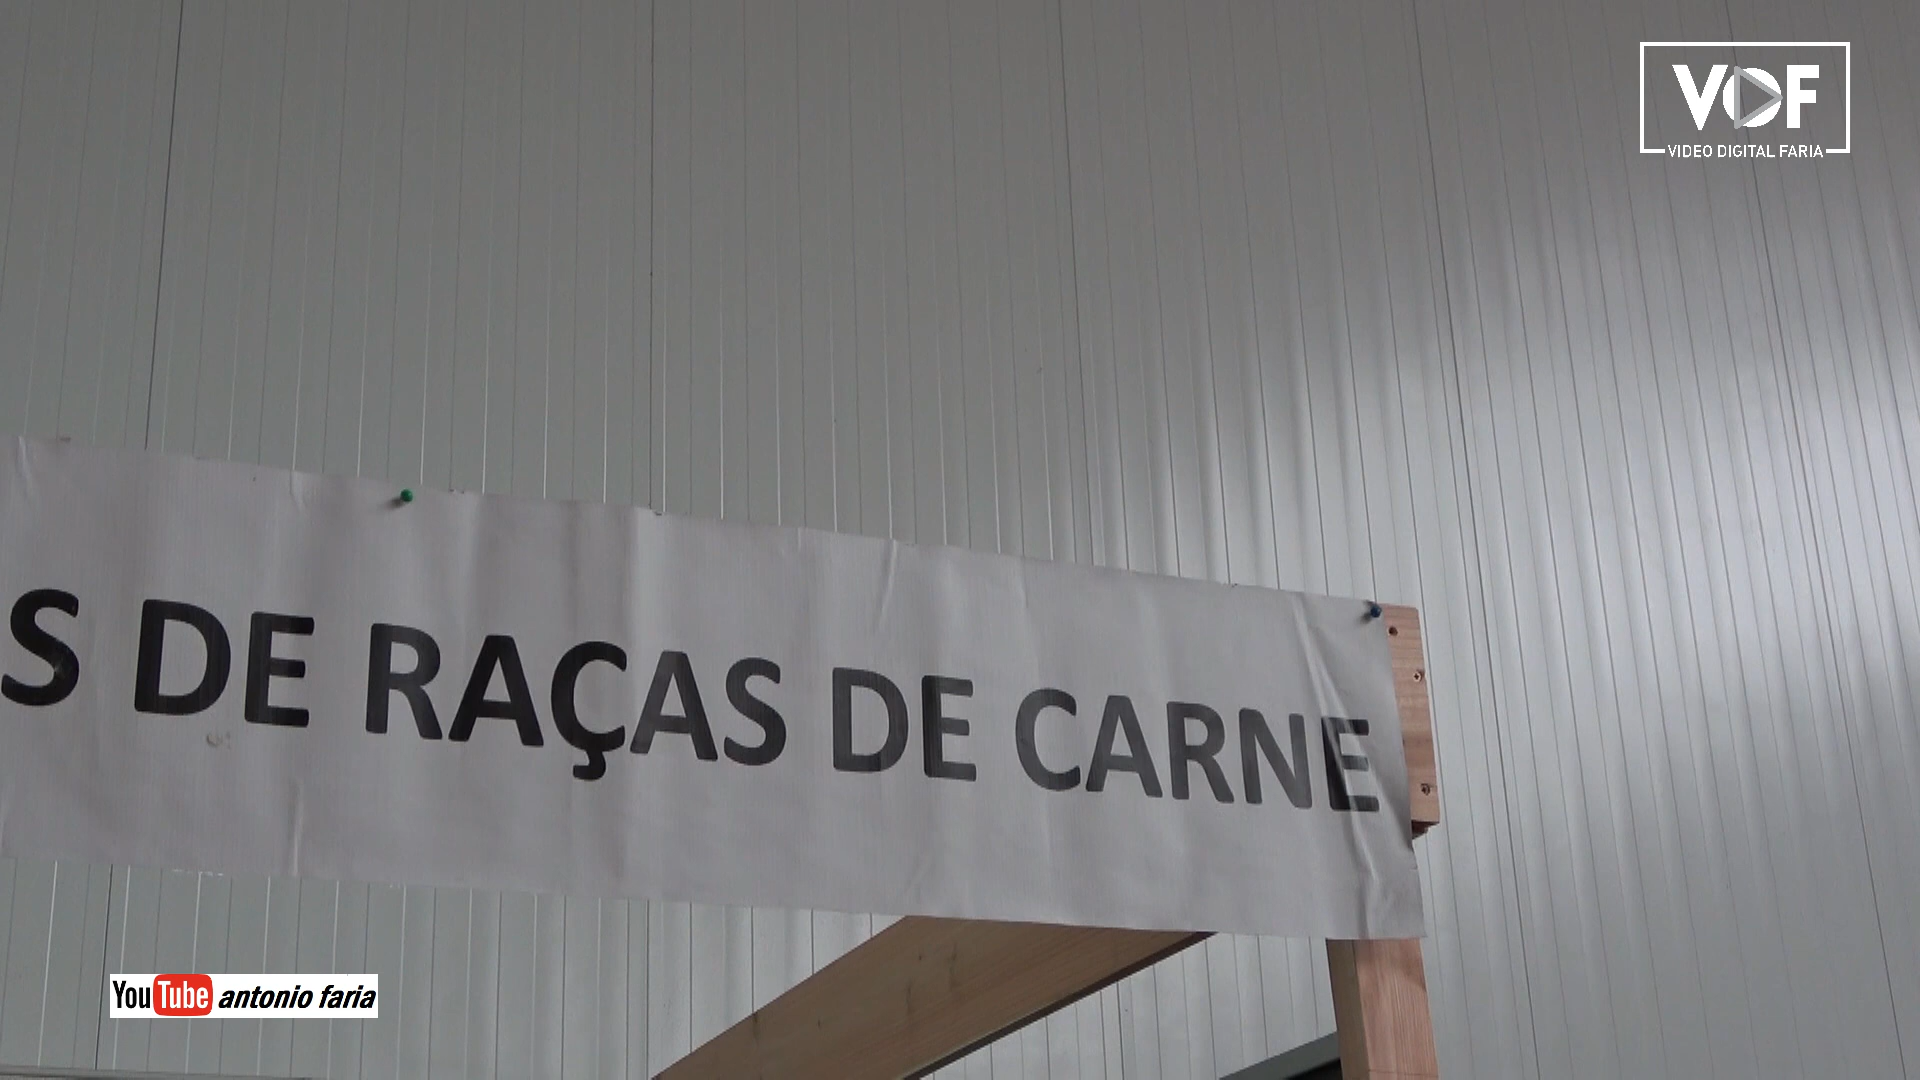 VDF
VIDEO DIGITAL FARIA
S DE RAÇAS DE CARNE
YouTube antonio faria